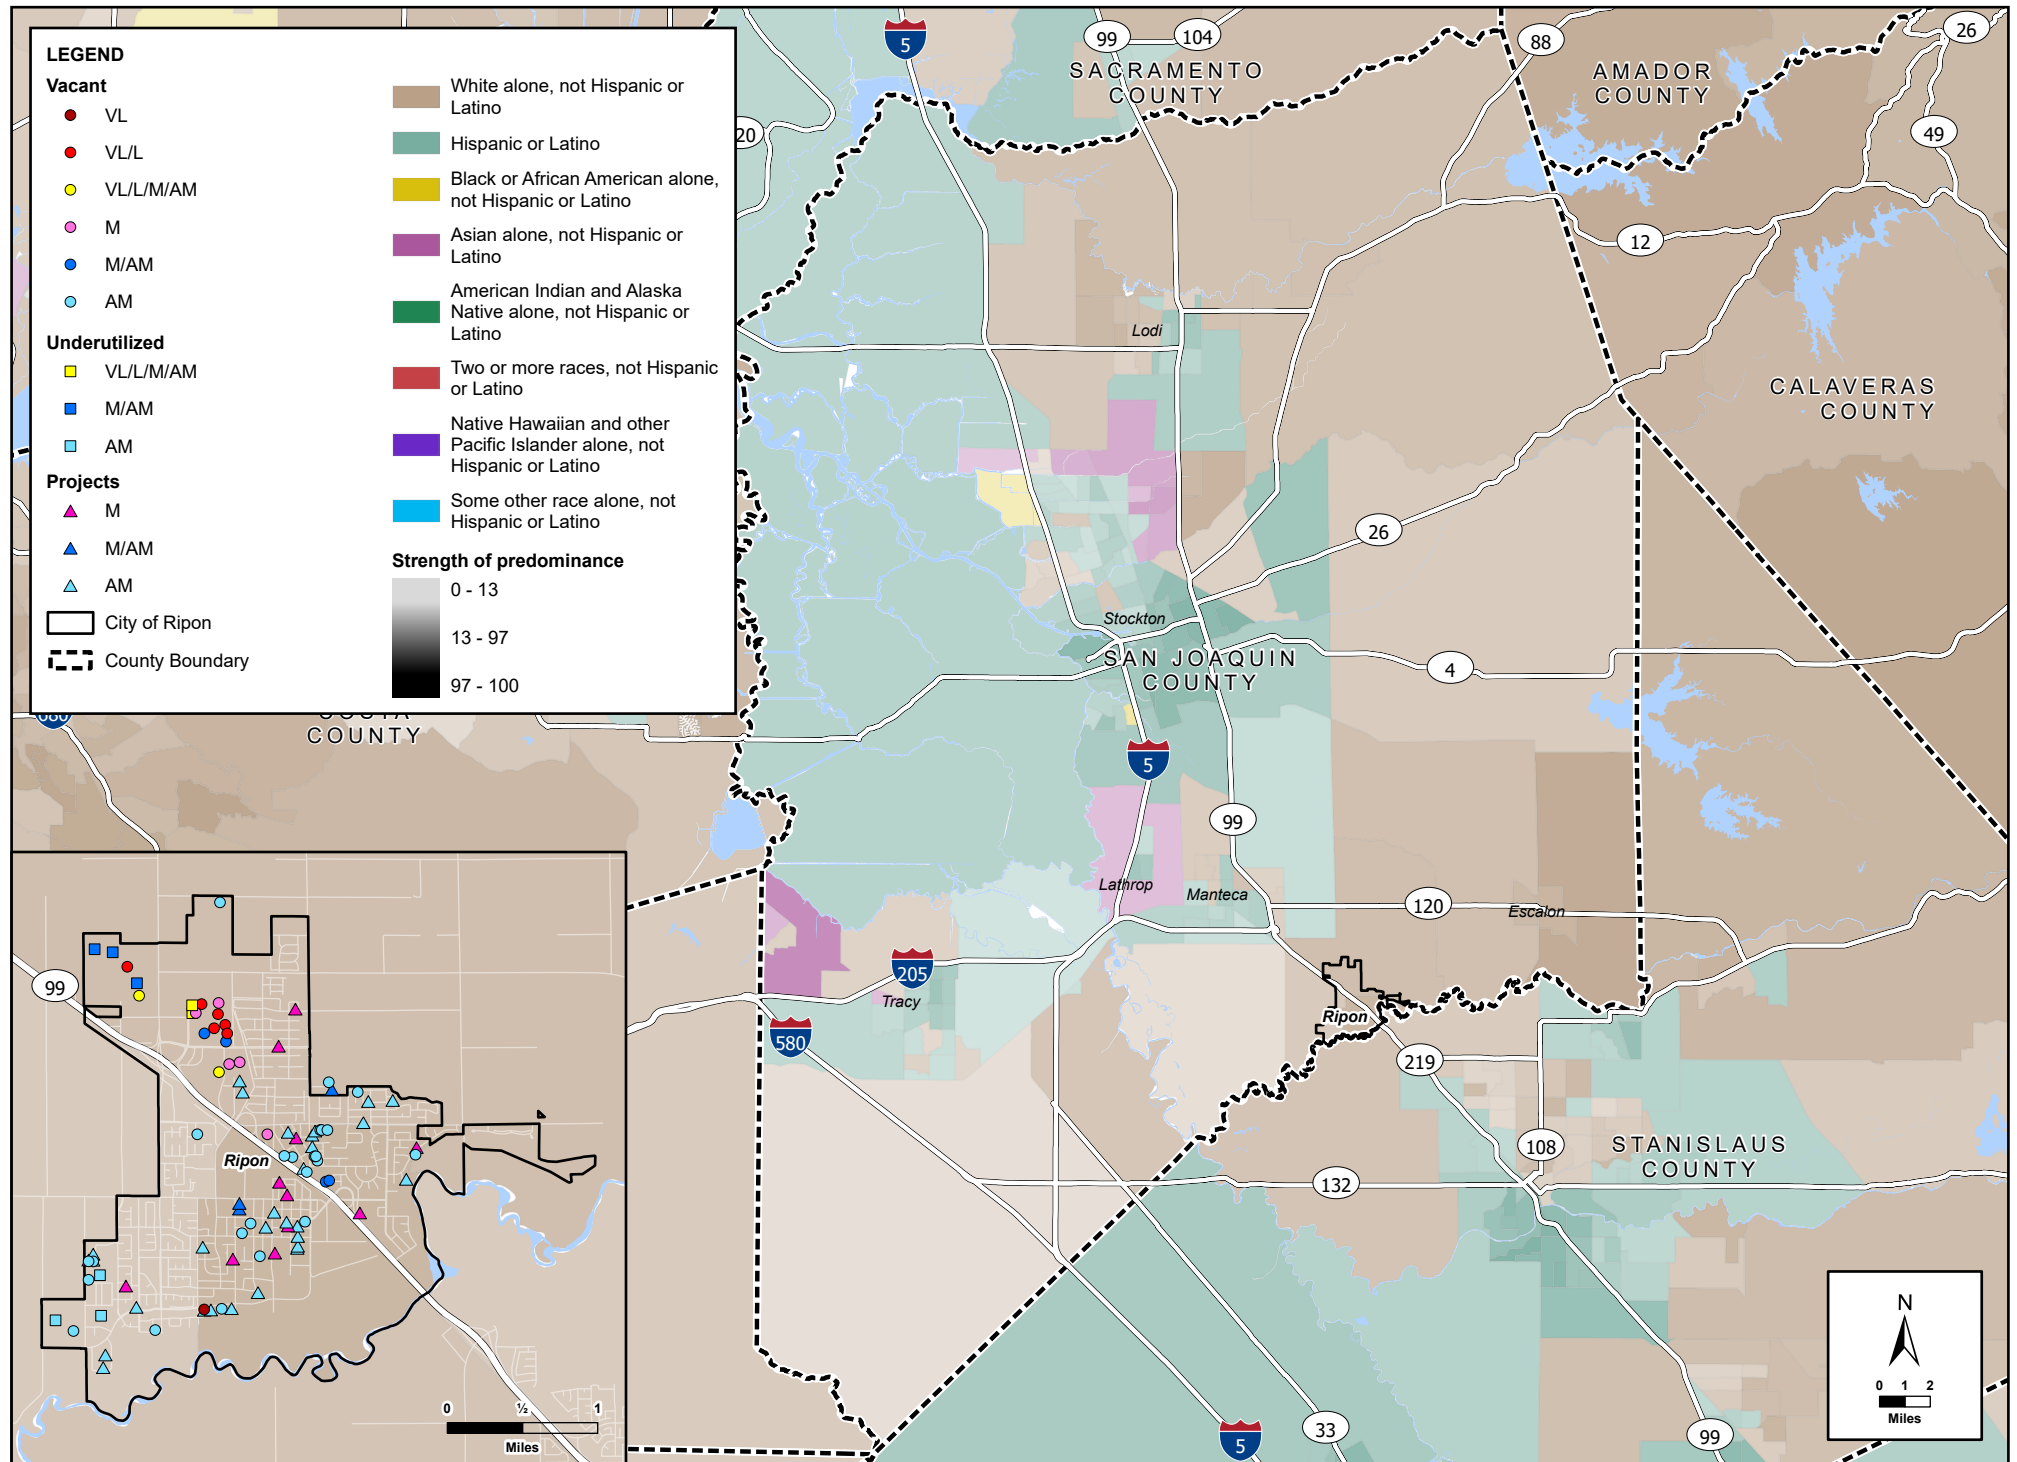 LEGEND
Vacant
VL
VL/L
VL/L/M/AM
M
M/AM
AM
Underutilized
VL/L/M/AM
M/AM
AM
Projects
M
M/AM
AM
City of Ripon
County Boundary
White alone, not Hispanic or
Latino
Hispanic or Latino
Black or African American alone,
not Hispanic or Latino
Asian alone, not Hispanic or
Latino
American Indian and Alaska
Native alone, not Hispanic or
Latino
Two or more races, not Hispanic
or Latino
Native Hawaiian and other
Pacific Islander alone, not
Hispanic or Latino
Some other race alone, not
Hispanic or Latino
Strength of predominance
0 - 13
13 - 97
97 - 100
5
99
104
88
26
SACRAMENTO
COUNTY
AMADOR
COUNTY
49
20
12
Lodi
CALAVERAS
COUNTY
26
Stockton
SAN JOAQUIN
COUNTY
4
680
COSTA
COUNTY
5
99
Lathrop
Manteca
120
Escalon
205
Tracy
580
Ripon
219
108
STANISLAUS
COUNTY
132
33
5
99
99
Ripon
0 ½ 1
Miles
N
0 1 2
Miles